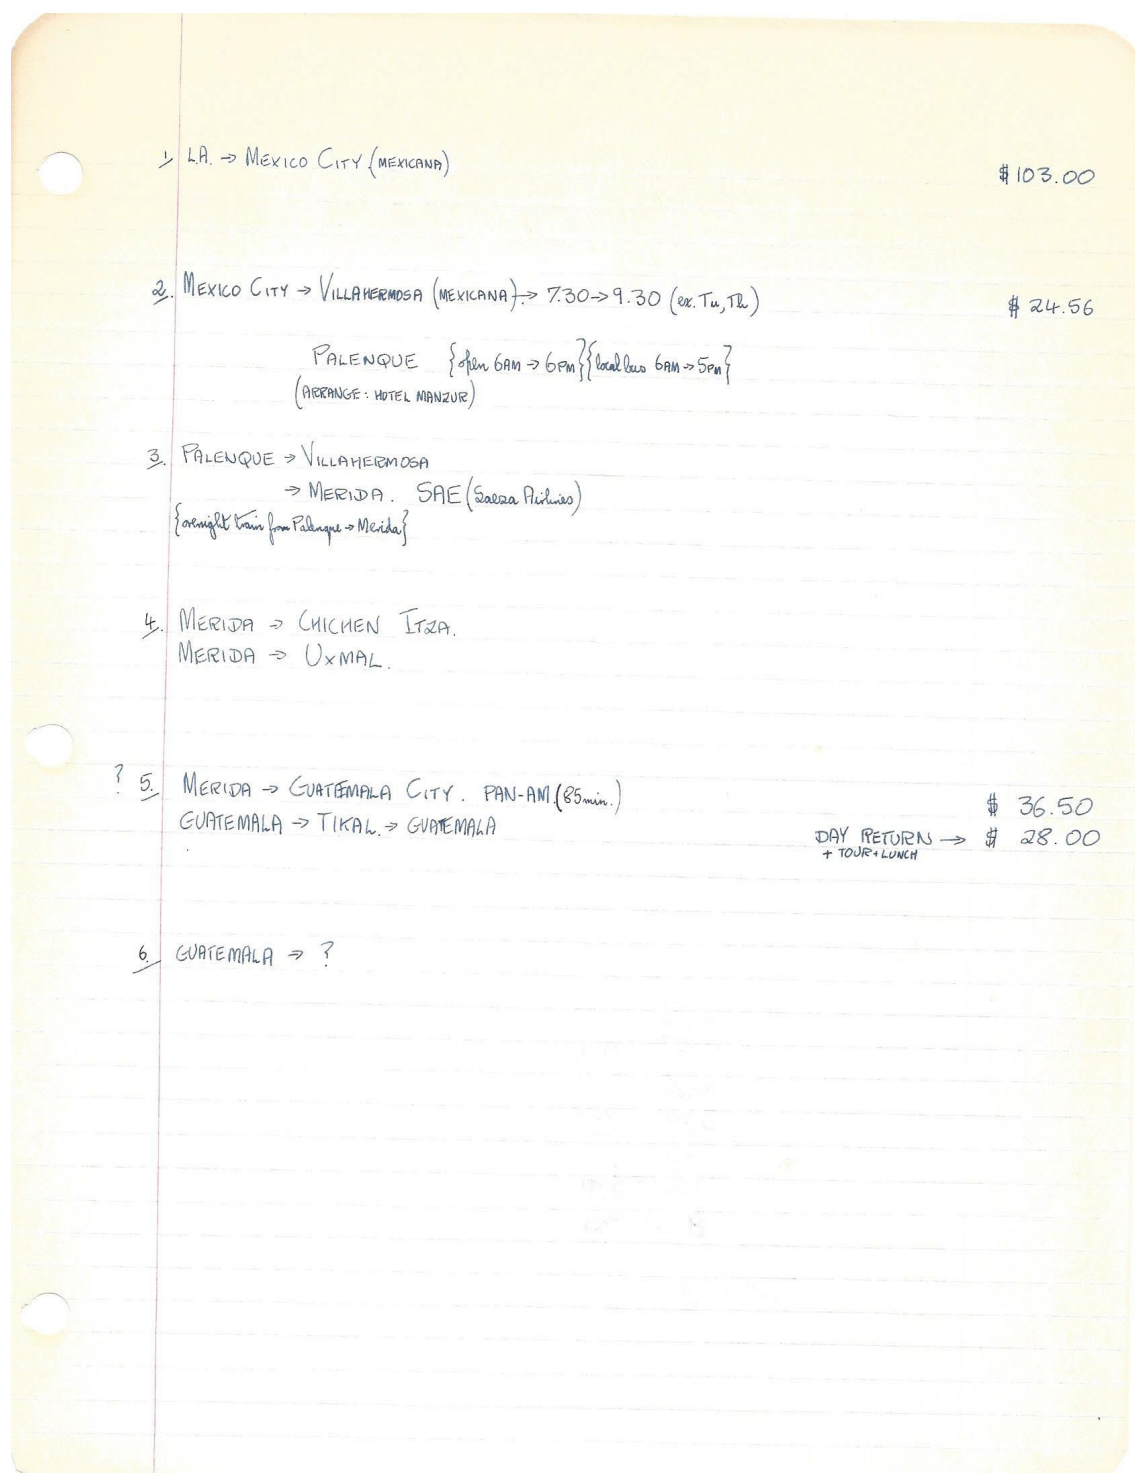 1. L.A. → MEXICO CITY (MEXICANA) $103.00
2. MEXICO CITY → VILLAHERMOSA (MEXICANA) → 7.30 → 9.30 (ex. Tu, Th) $ 24.56
PALENQUE {open 6AM → 6PM} {local bus 6AM → 5PM}
(ARRANGE: HOTEL MANZUR)
3. PALENQUE → VILLAHERMOSA
→ MERIDA. SAE (Saesa Airlines)
{overnight train from Palenque → Merida}
4. MERIDA → CHICHEN ITZA.
MERIDA → UXMAL.
? 5. MERIDA → GUATEMALA CITY. PAN-AM. (85min.) $ 36.50
GUATEMALA → TIKAL. → GUATEMALA DAY RETURN → $ 28.00
+ TOUR + LUNCH
6. GUATEMALA → ?